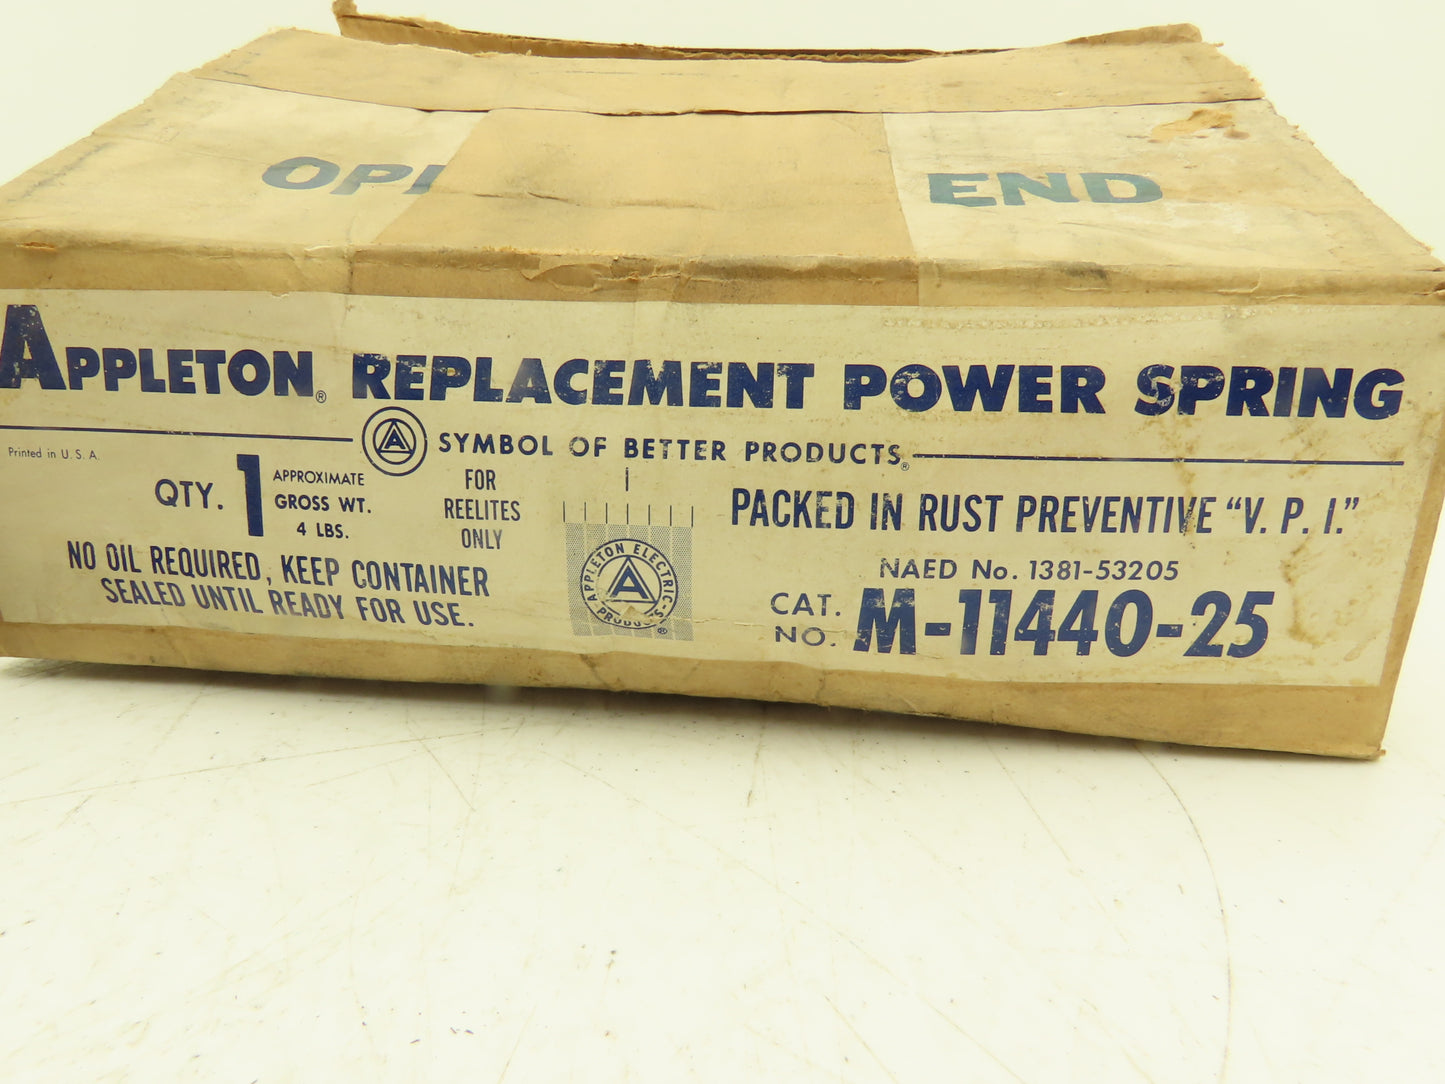 END
APPLETON® REPLACEMENT POWER SPRING
A SYMBOL OF BETTER PRODUCTS®
Printed in U. S. A.
QTY. 1 APPROXIMATE GROSS WT. 4 LBS.
FOR REELITES ONLY
NO OIL REQUIRED, KEEP CONTAINER
SEALED UNTIL READY FOR USE.
APPLETON ELECTRIC
A
PRODUCTS®
PACKED IN RUST PREVENTIVE "V. P. I."
NAED No. 1381-53205
CAT. NO. M-11440-25